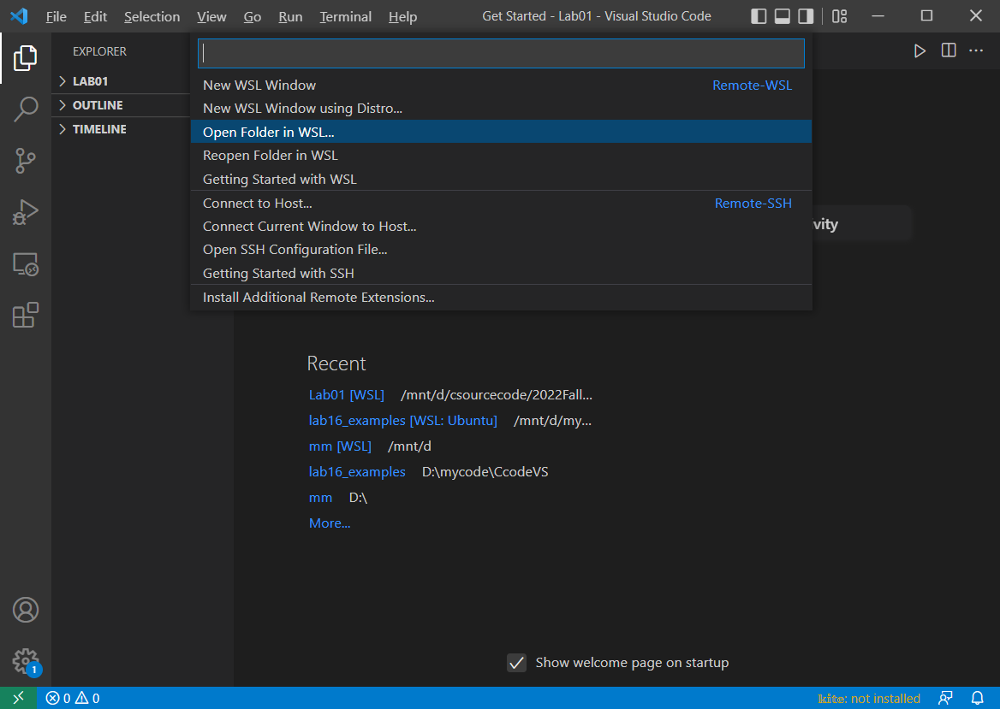 File Edit Selection View Go Run Terminal Help Get Started - Lab01 - Visual Studio Code
EXPLORER
LAB01
OUTLINE
TIMELINE
New WSL Window Remote-WSL
New WSL Window using Distro...
Open Folder in WSL...
Reopen Folder in WSL
Getting Started with WSL
Connect to Host... Remote-SSH
Connect Current Window to Host...
Open SSH Configuration File...
Getting Started with SSH
Install Additional Remote Extensions...
vity
Recent
Lab01 [WSL] /mnt/d/csourcecode/2022Fall...
lab16_examples [WSL: Ubuntu] /mnt/d/my...
mm [WSL] /mnt/d
lab16_examples D:\mycode\CcodeVS
mm D:\
More...
Show welcome page on startup
1
0 0 kite: not installed